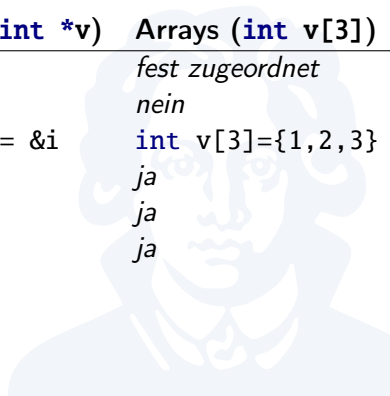 int *v) Arrays (int v[3])
fest zugeordnet
nein
= &i int v[3]={1,2,3}
ja
ja
ja